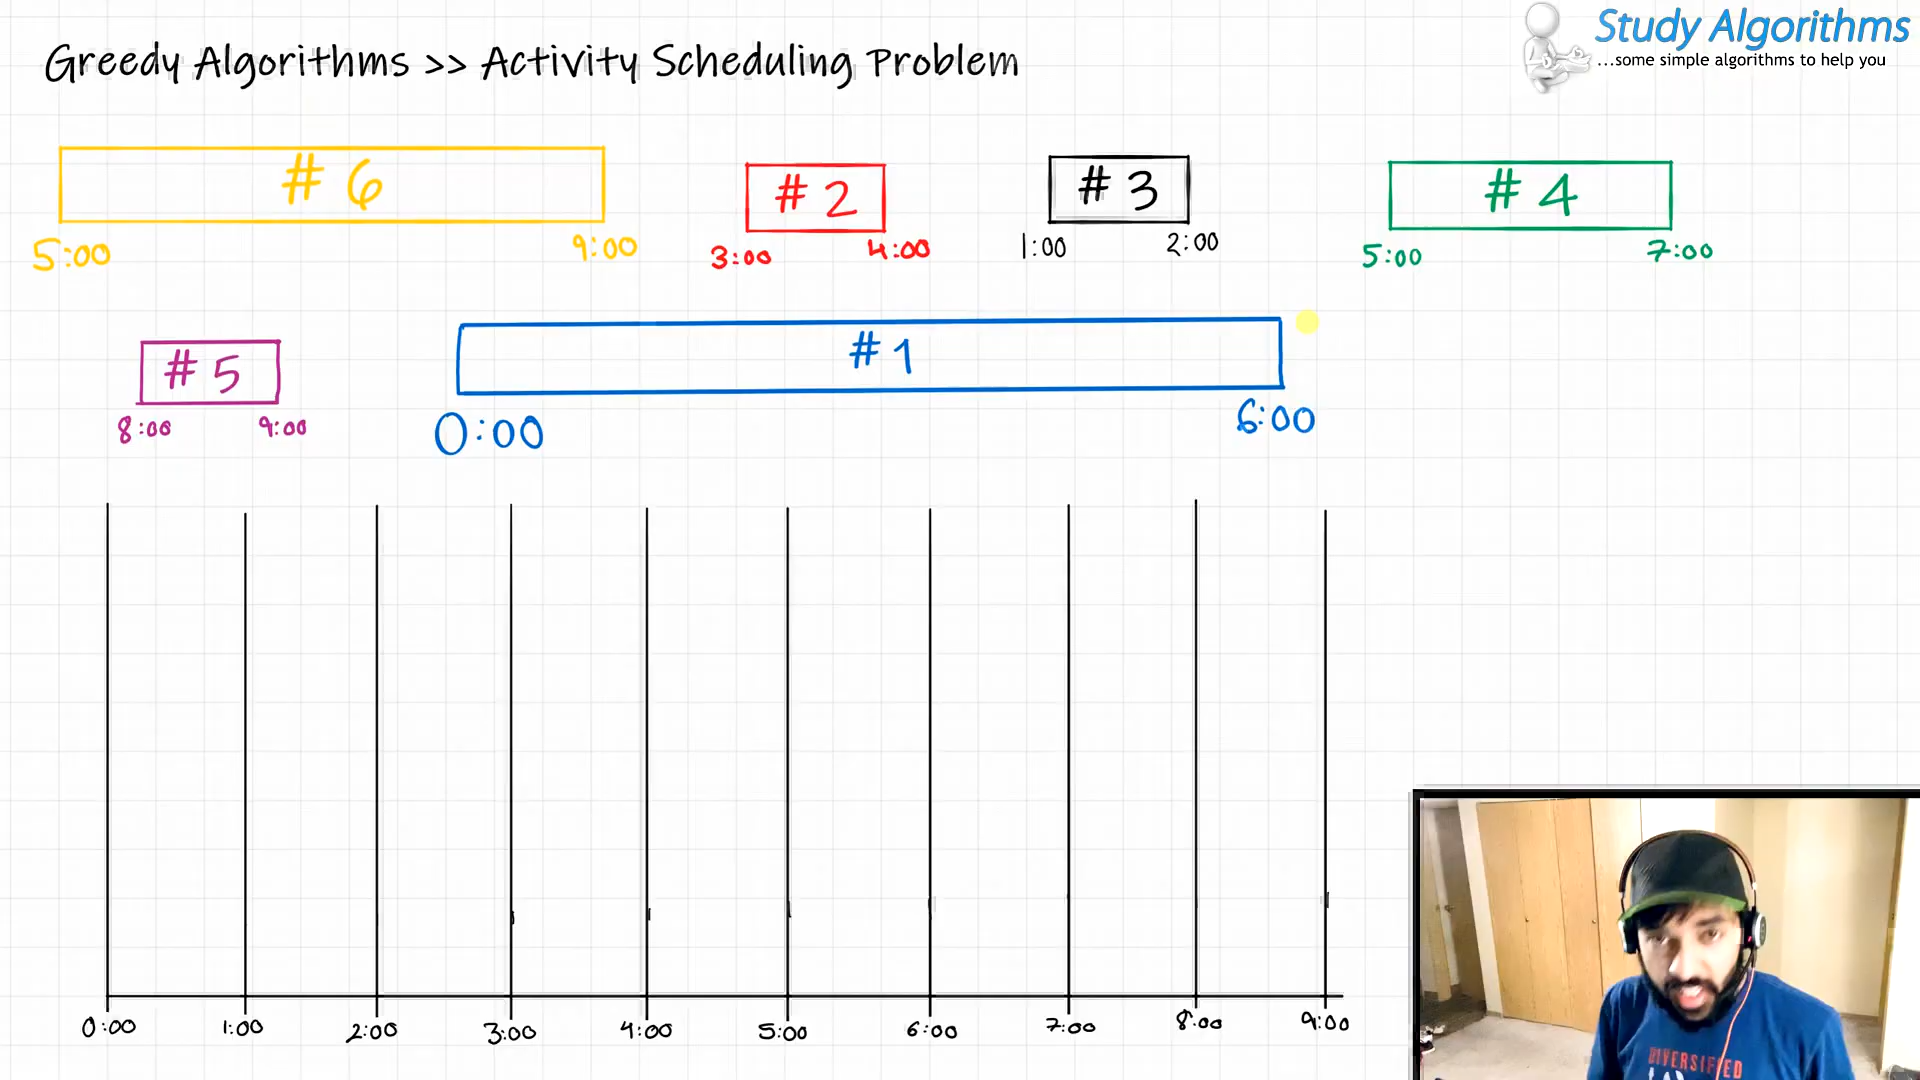 Greedy Algorithms >> Activity Scheduling Problem
Study Algorithms
...some simple algorithms to help you
# 6
5:00 9:00
# 2
3:00 4:00
# 3
1:00 2:00
# 4
5:00 7:00
# 5
8:00 9:00
# 1
0:00 6:00
0:00 1:00 2:00 3:00 4:00 5:00 6:00 7:00 8:00 9:00
DIVERSIFIED